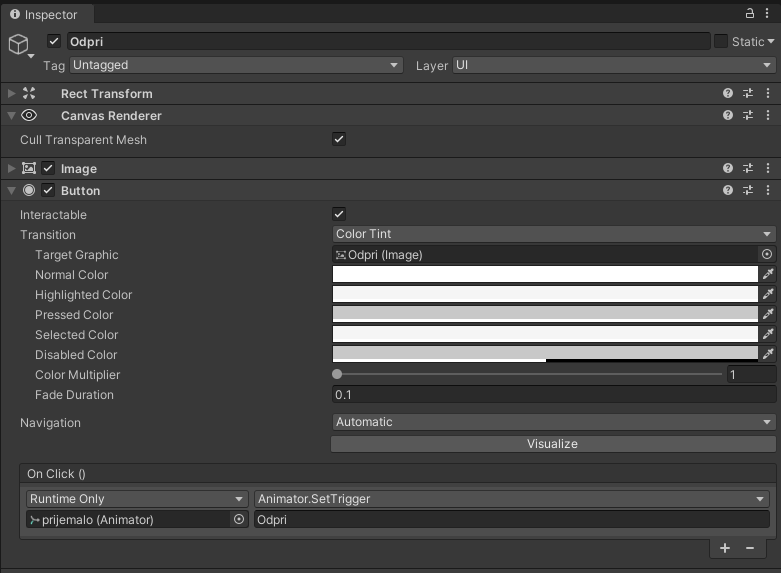 Inspector
Odpri Static
Tag Untagged Layer UI
Rect Transform
Canvas Renderer
Cull Transparent Mesh
Image
Button
Interactable
Transition Color Tint
Target Graphic Odpri (Image)
Normal Color
Highlighted Color
Pressed Color
Selected Color
Disabled Color
Color Multiplier 1
Fade Duration 0.1
Navigation Automatic
Visualize
On Click ()
Runtime Only Animator.SetTrigger
prijemalo (Animator) Odpri